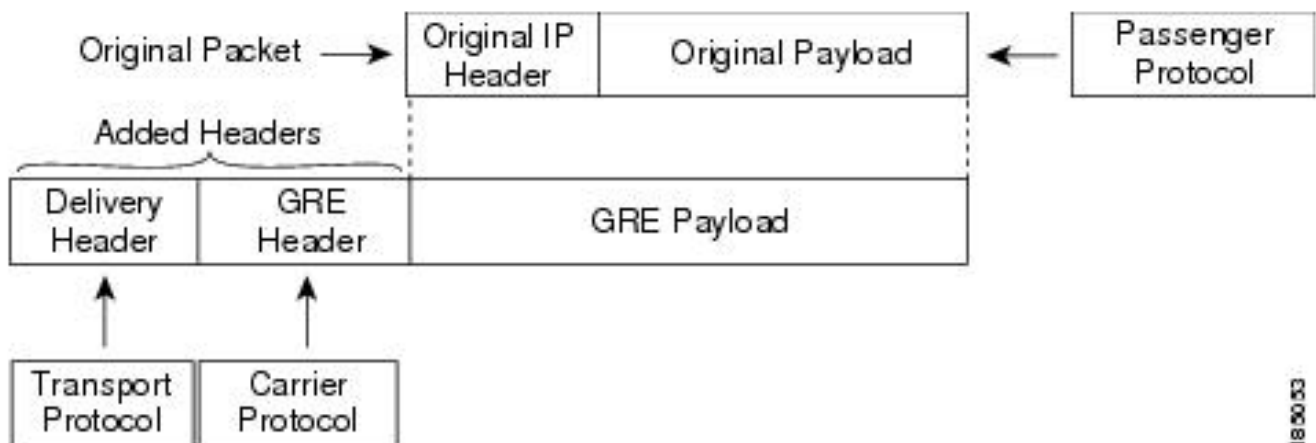 Original Packet
Original IP
Header
Original Payload
Passenger
Protocol
Added Headers
Delivery
Header
GRE
Header
GRE Payload
Transport
Protocol
Carrier
Protocol
185053